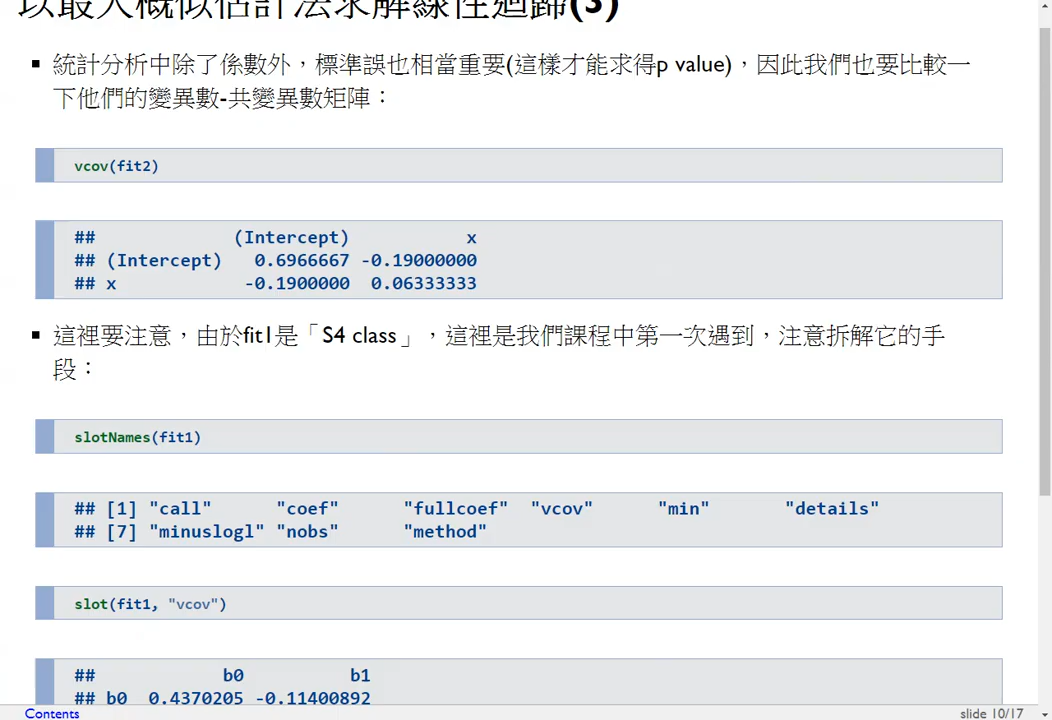 以最大概似估計法求解線性迴歸(3)
▪ 統計分析中除了係數外，標準誤也相當重要(這樣才能求得p value)，因此我們也要比較一
下他們的變異數-共變異數矩陣：
vcov(fit2)
##             (Intercept)           x
## (Intercept)   0.6966667 -0.19000000
## x            -0.1900000  0.06333333
▪ 這裡要注意，由於fit1是「S4 class」，這裡是我們課程中第一次遇到，注意拆解它的手
段：
slotNames(fit1)
## [1] "call"      "coef"      "fullcoef"  "vcov"      "min"       "details"
## [7] "minuslogl" "nobs"      "method"
slot(fit1, "vcov")
##            b0          b1
## b0  0.4370205 -0.11400892
Contents
slide 10/17